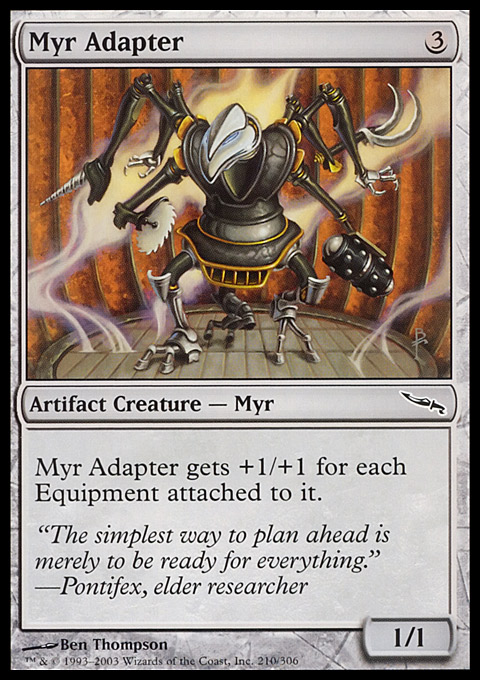 Myr Adapter 3
Artifact Creature — Myr
Myr Adapter gets +1/+1 for each
Equipment attached to it.
“The simplest way to plan ahead is
merely to be ready for everything.”
—Pontifex, elder researcher
Ben Thompson
1/1
™ & © 1993–2003 Wizards of the Coast, Inc. 210/306